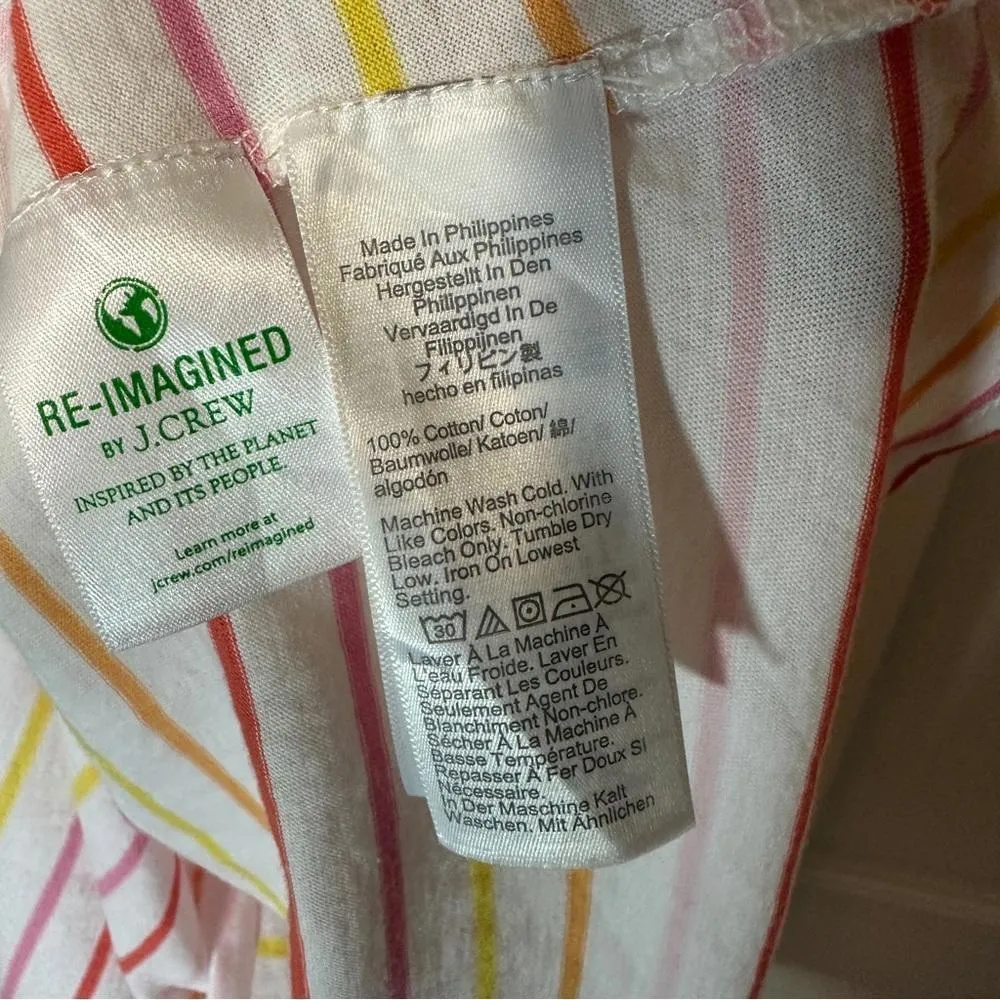 RE-IMAGINED
BY J.CREW
INSPIRED BY THE PLANET
AND ITS PEOPLE.
Learn more at
jcrew.com/reimagined
Made In Philippines
Fabriqué Aux Philippines
Hergestellt In Den
Philippinen
Vervaardigd In De
Filippijnen
フィリピン製
hecho en filipinas
100% Cotton/ Coton/
Baumwolle/ Katoen/ 綿/
algodón
Machine Wash Cold. With
Like Colors. Non-chlorine
Bleach Only. Tumble Dry
Low. Iron On Lowest
Setting.
30
Laver À La Machine À
L'eau Froide. Laver En
Séparant Les Couleurs.
Seulement Agent De
Blanchiment Non-chlore.
Sécher À La Machine À
Basse Température.
Repasser À Fer Doux Si
Nécessaire.
In Der Maschine Kalt
Waschen. Mit Ähnlichen